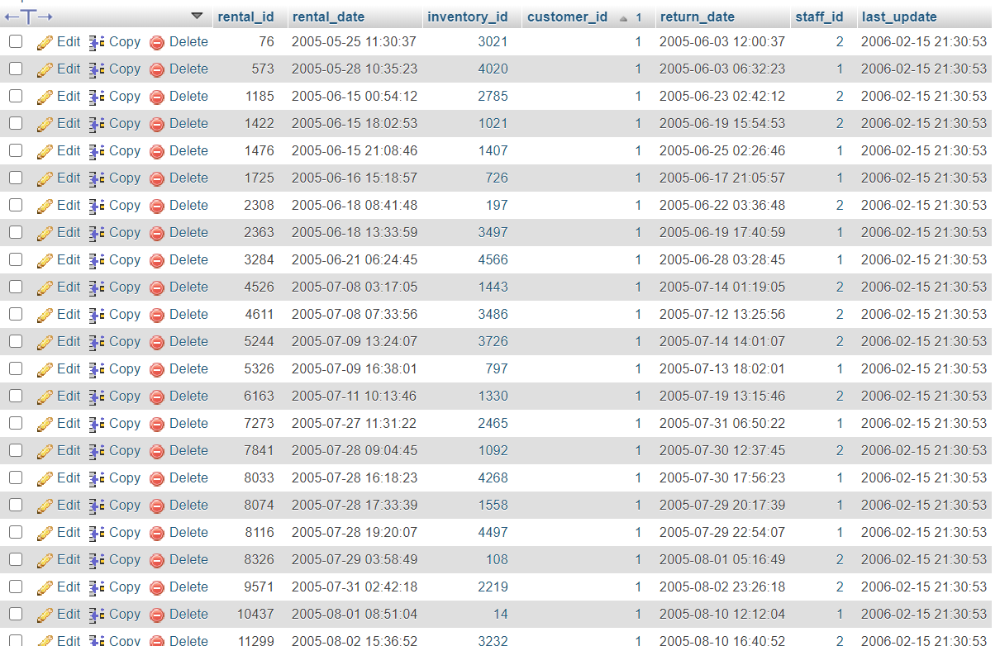 rental_id rental_date inventory_id customer_id 1 return_date staff_id last_update
Edit Copy Delete 76 2005-05-25 11:30:37 3021 1 2005-06-03 12:00:37 2 2006-02-15 21:30:53
Edit Copy Delete 573 2005-05-28 10:35:23 4020 1 2005-06-03 06:32:23 1 2006-02-15 21:30:53
Edit Copy Delete 1185 2005-06-15 00:54:12 2785 1 2005-06-23 02:42:12 2 2006-02-15 21:30:53
Edit Copy Delete 1422 2005-06-15 18:02:53 1021 1 2005-06-19 15:54:53 2 2006-02-15 21:30:53
Edit Copy Delete 1476 2005-06-15 21:08:46 1407 1 2005-06-25 02:26:46 1 2006-02-15 21:30:53
Edit Copy Delete 1725 2005-06-16 15:18:57 726 1 2005-06-17 21:05:57 1 2006-02-15 21:30:53
Edit Copy Delete 2308 2005-06-18 08:41:48 197 1 2005-06-22 03:36:48 2 2006-02-15 21:30:53
Edit Copy Delete 2363 2005-06-18 13:33:59 3497 1 2005-06-19 17:40:59 1 2006-02-15 21:30:53
Edit Copy Delete 3284 2005-06-21 06:24:45 4566 1 2005-06-28 03:28:45 1 2006-02-15 21:30:53
Edit Copy Delete 4526 2005-07-08 03:17:05 1443 1 2005-07-14 01:19:05 2 2006-02-15 21:30:53
Edit Copy Delete 4611 2005-07-08 07:33:56 3486 1 2005-07-12 13:25:56 2 2006-02-15 21:30:53
Edit Copy Delete 5244 2005-07-09 13:24:07 3726 1 2005-07-14 14:01:07 2 2006-02-15 21:30:53
Edit Copy Delete 5326 2005-07-09 16:38:01 797 1 2005-07-13 18:02:01 1 2006-02-15 21:30:53
Edit Copy Delete 6163 2005-07-11 10:13:46 1330 1 2005-07-19 13:15:46 2 2006-02-15 21:30:53
Edit Copy Delete 7273 2005-07-27 11:31:22 2465 1 2005-07-31 06:50:22 1 2006-02-15 21:30:53
Edit Copy Delete 7841 2005-07-28 09:04:45 1092 1 2005-07-30 12:37:45 2 2006-02-15 21:30:53
Edit Copy Delete 8033 2005-07-28 16:18:23 4268 1 2005-07-30 17:56:23 1 2006-02-15 21:30:53
Edit Copy Delete 8074 2005-07-28 17:33:39 1558 1 2005-07-29 20:17:39 1 2006-02-15 21:30:53
Edit Copy Delete 8116 2005-07-28 19:20:07 4497 1 2005-07-29 22:54:07 1 2006-02-15 21:30:53
Edit Copy Delete 8326 2005-07-29 03:58:49 108 1 2005-08-01 05:16:49 2 2006-02-15 21:30:53
Edit Copy Delete 9571 2005-07-31 02:42:18 2219 1 2005-08-02 23:26:18 2 2006-02-15 21:30:53
Edit Copy Delete 10437 2005-08-01 08:51:04 14 1 2005-08-10 12:12:04 1 2006-02-15 21:30:53
Edit Copy Delete 11299 2005-08-02 15:36:52 3232 1 2005-08-10 16:40:52 2 2006-02-15 21:30:53